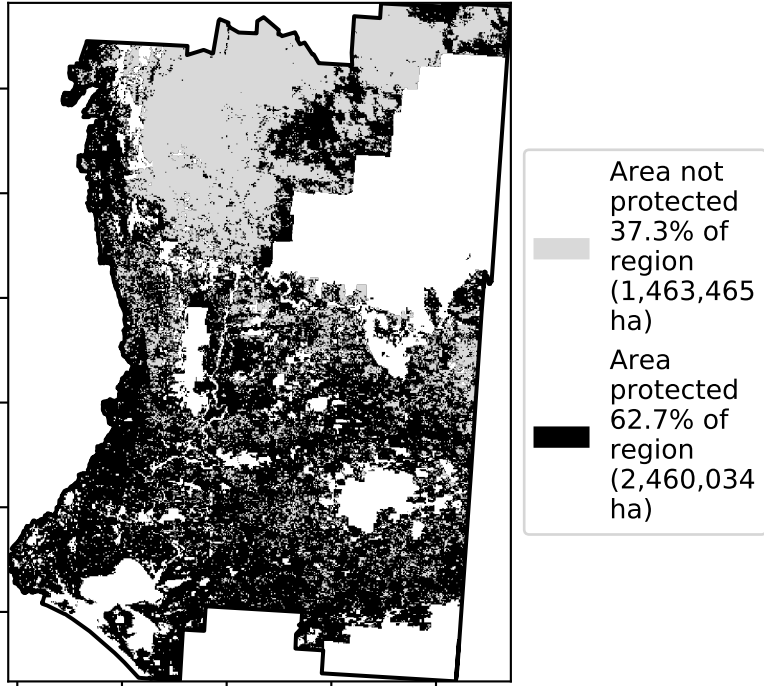 Area not
protected
37.3% of
region
(1,463,465
ha)
Area
protected
62.7% of
region
(2,460,034
ha)